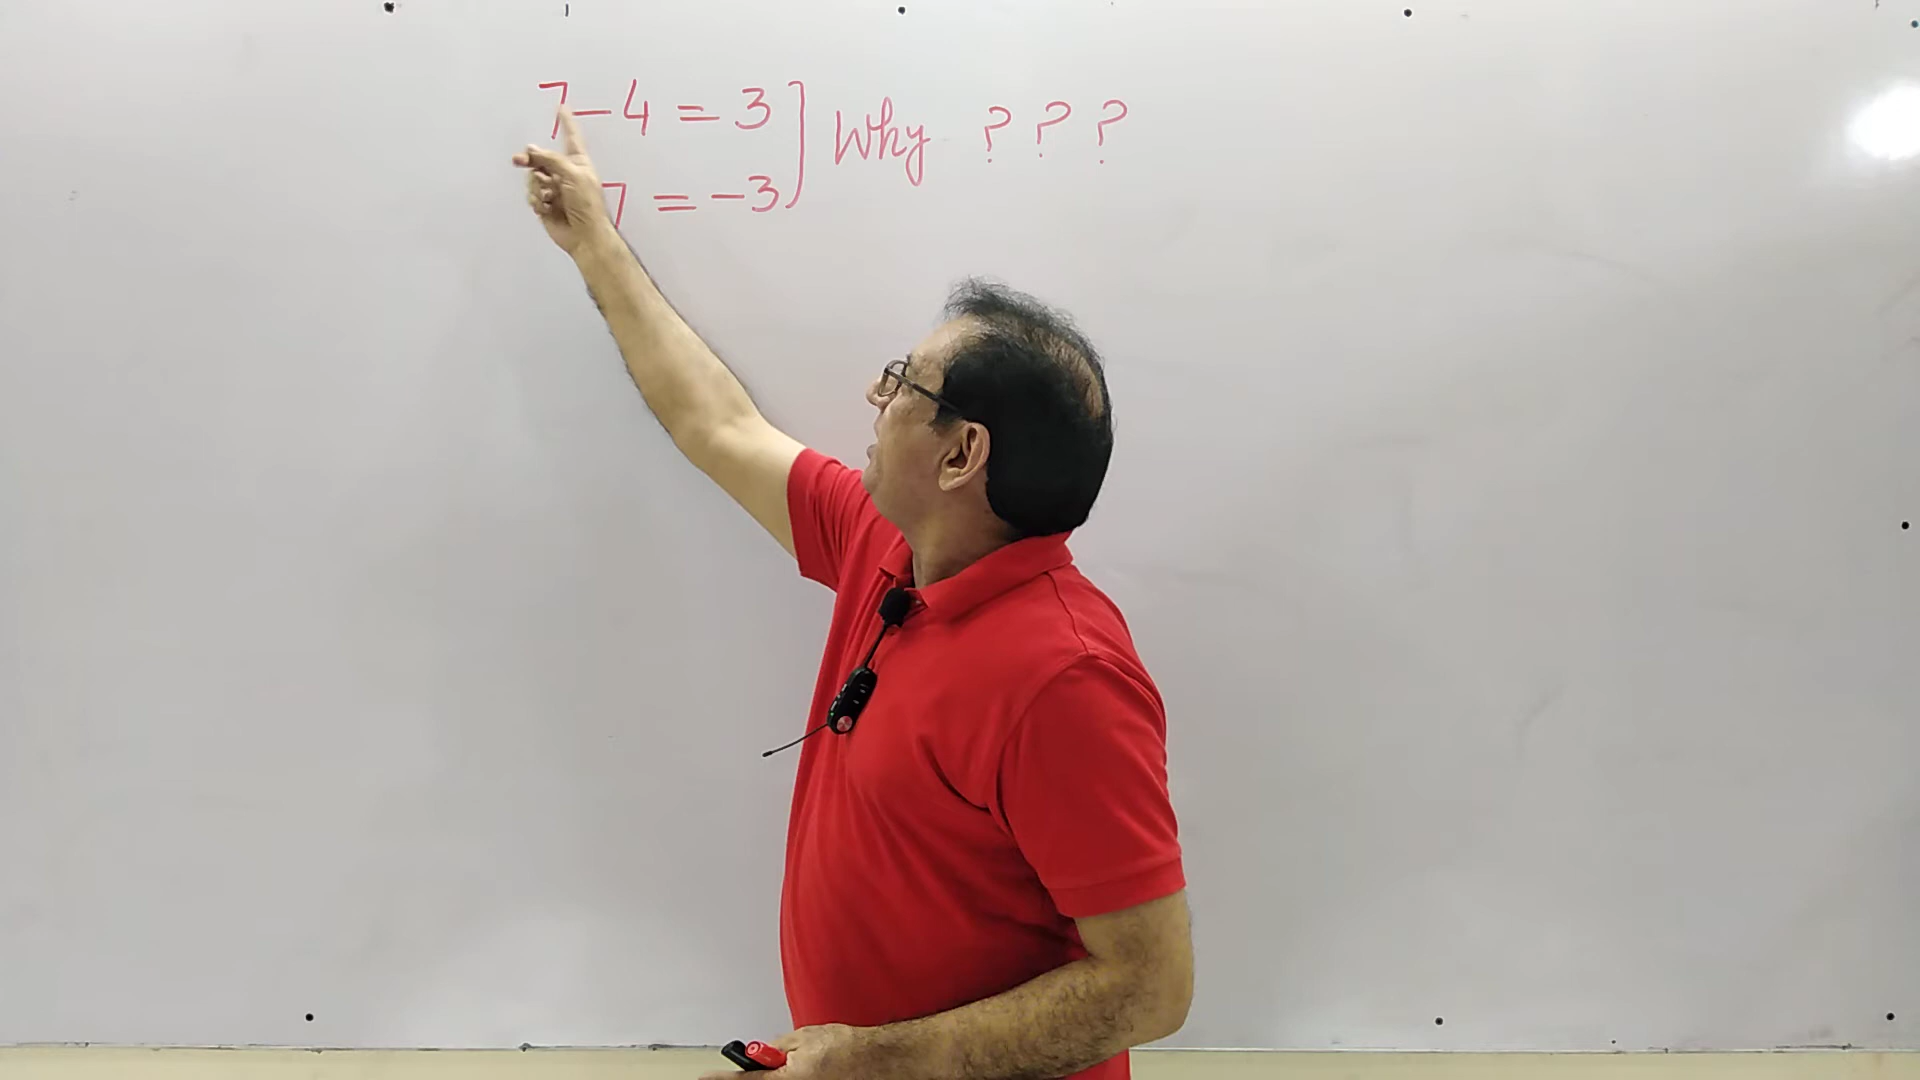 7-4 = 3
7 = -3
Why ? ? ?